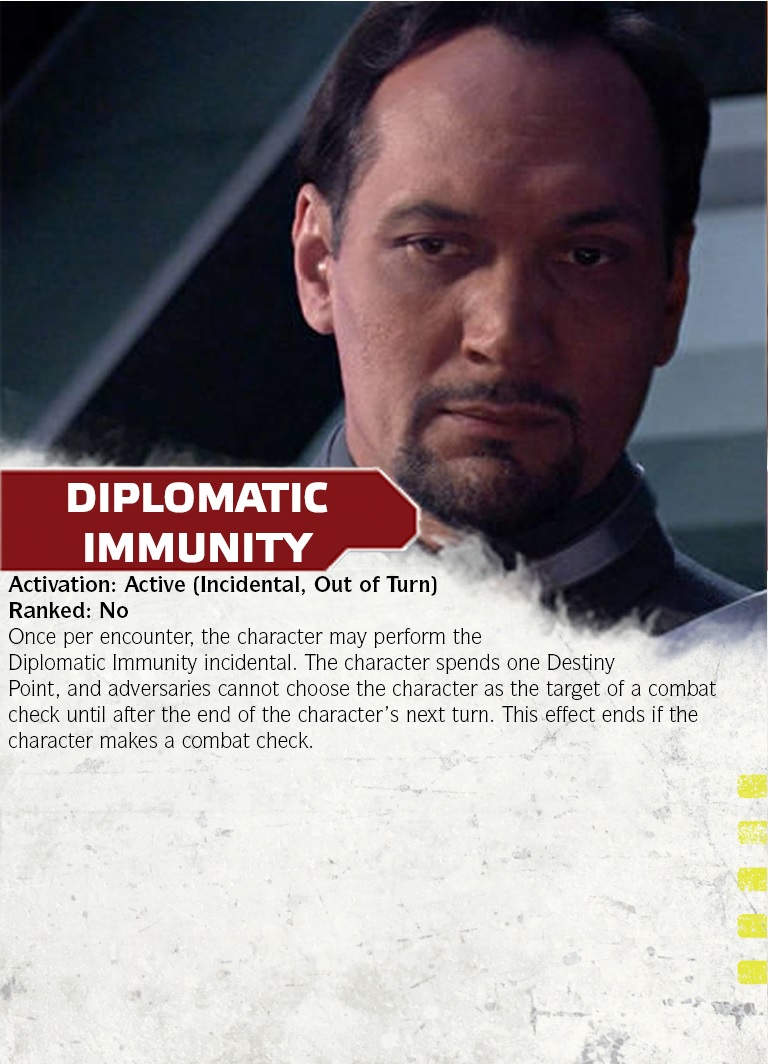 DIPLOMATIC
IMMUNITY
Activation: Active (Incidental, Out of Turn)
Ranked: No
Once per encounter, the character may perform the
Diplomatic Immunity incidental. The character spends one Destiny
Point, and adversaries cannot choose the character as the target of a combat
check until after the end of the character’s next turn. This effect ends if the
character makes a combat check.